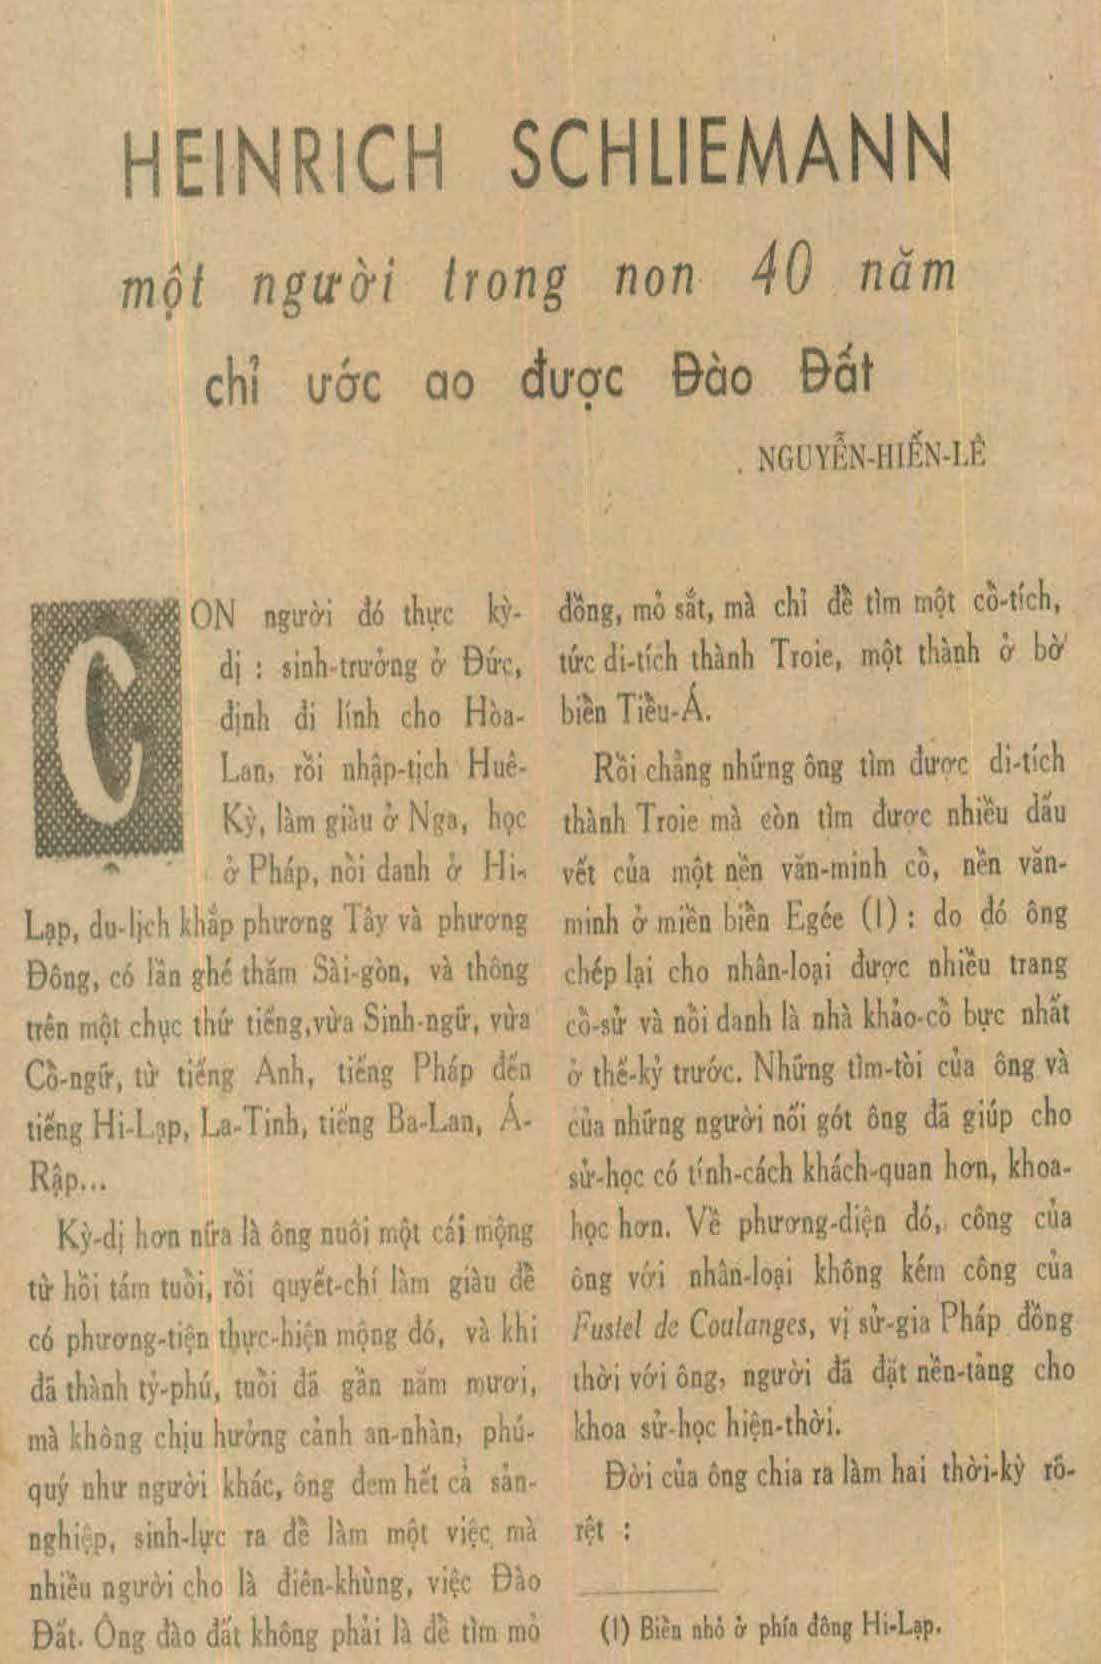 HEINRICH SCHLIEMANN
một người trong non 40 năm
chỉ ước ao được Đào Đất
NGUYỄN-HIẾN-LÊ
CON người đó thực kỳ-
dị : sinh-trưởng ở Đức,
định đi lính cho Hòa-
Lan, rồi nhập-tịch Huê-
Kỳ, làm giàu ở Nga, học
ở Pháp, nổi danh ở Hi-
Lạp, du-lịch khắp phương Tây và phương
Đông, có lần ghé thăm Sài-gòn, và thông
trên một chục thứ tiếng, vừa Sinh-ngữ, vừa
Cổ-ngữ, từ tiếng Anh, tiếng Pháp đến
tiếng Hi-Lạp, La-Tinh, tiếng Ba-Lan, Á-
Rập...
Kỳ-dị hơn nữa là ông nuôi một cái mộng
từ hồi tám tuổi, rồi quyết-chí làm giàu để
có phương-tiện thực-hiện mộng đó, và khi
đã thành tỷ-phú, tuổi đã gần năm mươi,
mà không chịu hưởng cảnh an-nhàn, phú-
quý như người khác, ông đem hết cả sản-
nghiệp, sinh-lực ra để làm một việc mà
nhiều người cho là điên-khùng, việc Đào
Đất. Ông đào đất không phải là để tìm mỏ
đồng, mỏ sắt, mà chỉ để tìm một cổ-tích,
tức di-tích thành Troie, một thành ở bờ
biển Tiểu-Á.
Rồi chẳng những ông tìm được di-tích
thành Troie mà còn tìm được nhiều dấu
vết của một nền văn-minh cổ, nền văn-
minh ở miền biển Egée (1) : do đó ông
chép lại cho nhân-loại được nhiều trang
cổ-sử và nổi danh là nhà khảo-cổ bực nhất
ở thế-kỷ trước. Những tìm-tòi của ông và
của những người nối gót ông đã giúp cho
sử-học có tính-cách khách-quan hơn, khoa-
học hơn. Về phương-diện đó, công của
ông với nhân-loại không kém công của
Fustel de Coulanges, vị sử-gia Pháp đồng
thời với ông, người đã đặt nền-tảng cho
khoa sử-học hiện-thời.
Đời của ông chia ra làm hai thời-kỳ rõ-
rệt :
(1) Biển nhỏ ở phía đông Hi-Lạp.